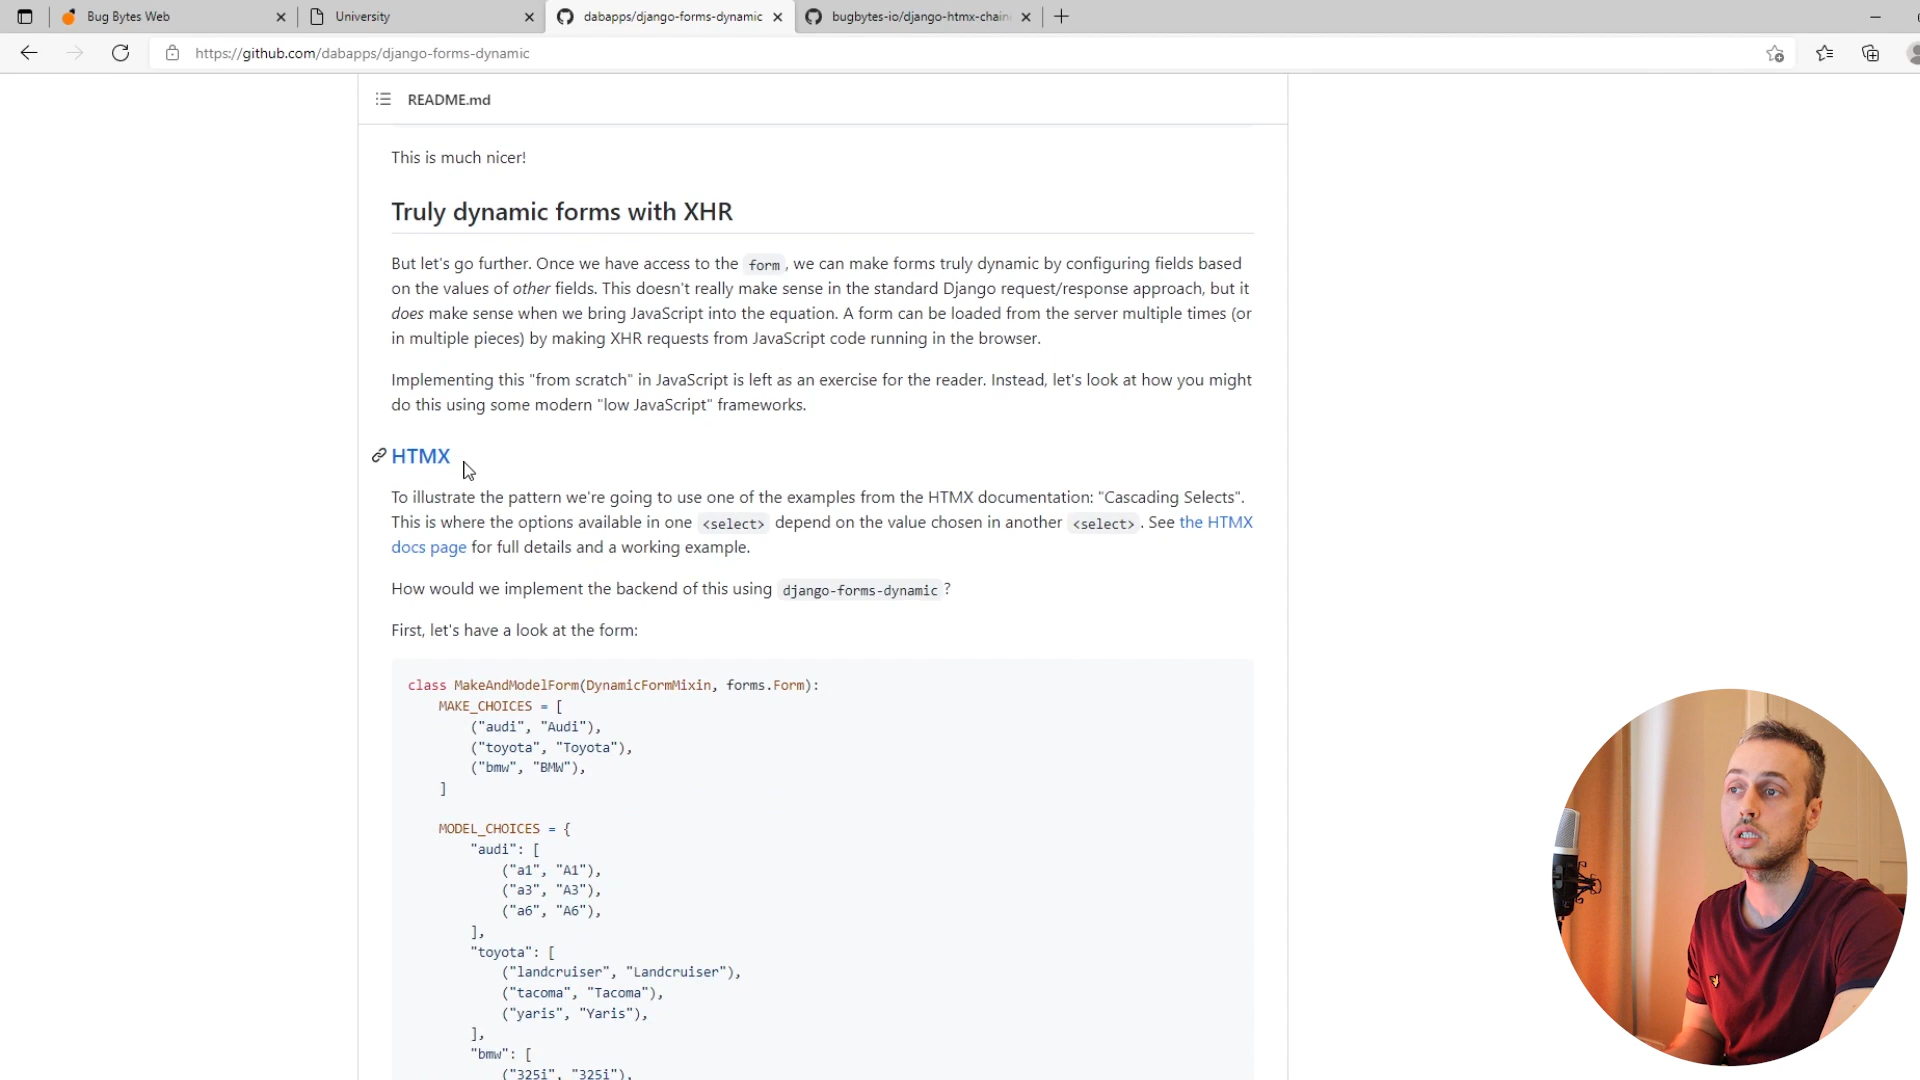 Bug Bytes Web
University
dabapps/django-forms-dynamic
bugbytes-io/django-htmx-chain
https://github.com/dabapps/django-forms-dynamic
README.md
This is much nicer!
Truly dynamic forms with XHR
But let's go further. Once we have access to the form, we can make forms truly dynamic by configuring fields based
on the values of other fields. This doesn't really make sense in the standard Django request/response approach, but it
does make sense when we bring JavaScript into the equation. A form can be loaded from the server multiple times (or
in multiple pieces) by making XHR requests from JavaScript code running in the browser.
Implementing this "from scratch" in JavaScript is left as an exercise for the reader. Instead, let's look at how you might
do this using some modern "low JavaScript" frameworks.
HTMX
To illustrate the pattern we're going to use one of the examples from the HTMX documentation: "Cascading Selects".
This is where the options available in one <select> depend on the value chosen in another <select>. See the HTMX
docs page for full details and a working example.
How would we implement the backend of this using django-forms-dynamic?
First, let's have a look at the form:
class MakeAndModelForm(DynamicFormMixin, forms.Form):
MAKE_CHOICES = [
("audi", "Audi"),
("toyota", "Toyota"),
("bmw", "BMW"),
]
MODEL_CHOICES = {
"audi": [
("a1", "A1"),
("a3", "A3"),
("a6", "A6"),
],
"toyota": [
("landcruiser", "Landcruiser"),
("tacoma", "Tacoma"),
("yaris", "Yaris"),
],
"bmw": [
("325i", "325i"),